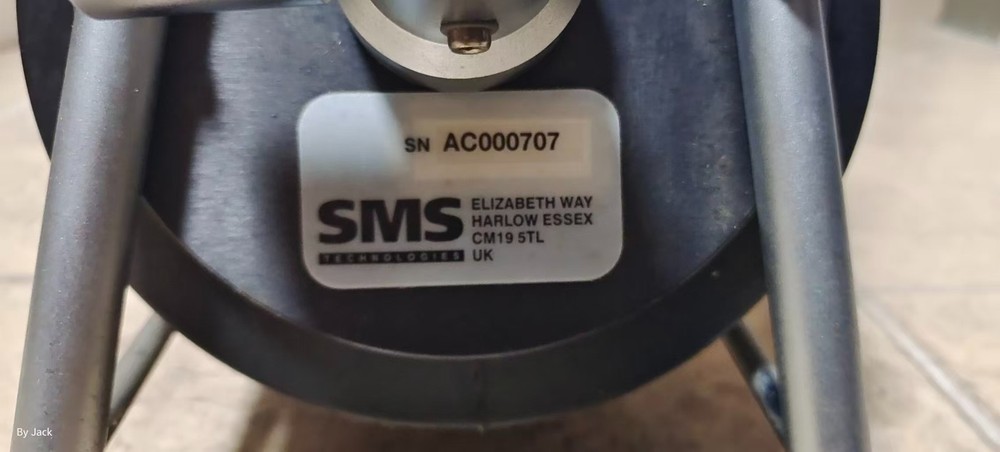 SN AC000707
SMS
TECHNOLOGIES
ELIZABETH WAY
HARLOW ESSEX
CM19 5TL
UK
By Jack